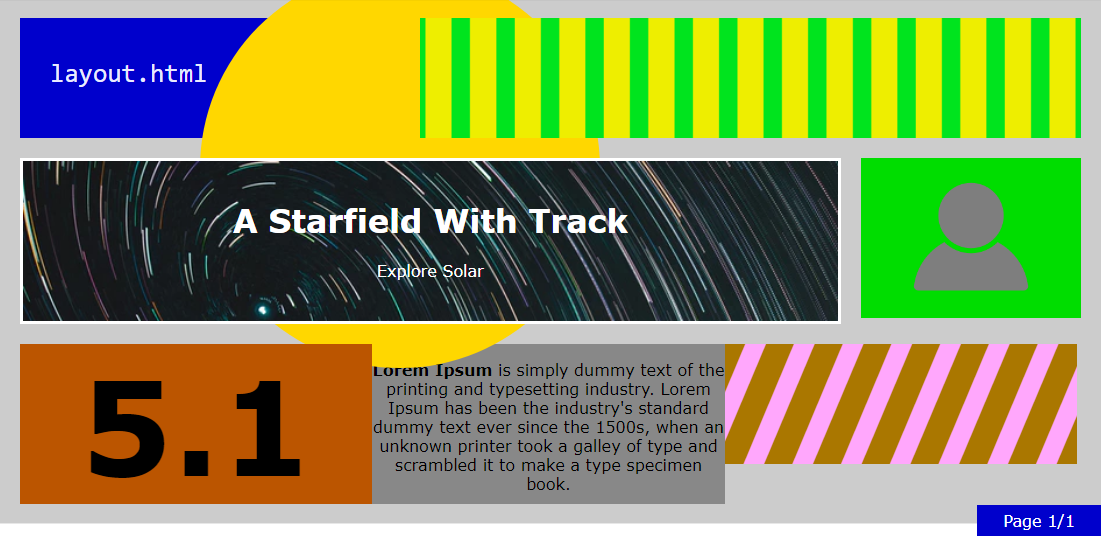 layout.html
A Starfield With Track
Explore Solar
5.1
Lorem Ipsum is simply dummy text of the
printing and typesetting industry. Lorem
Ipsum has been the industry's standard
dummy text ever since the 1500s, when an
unknown printer took a galley of type and
scrambled it to make a type specimen
book.
Page 1/1